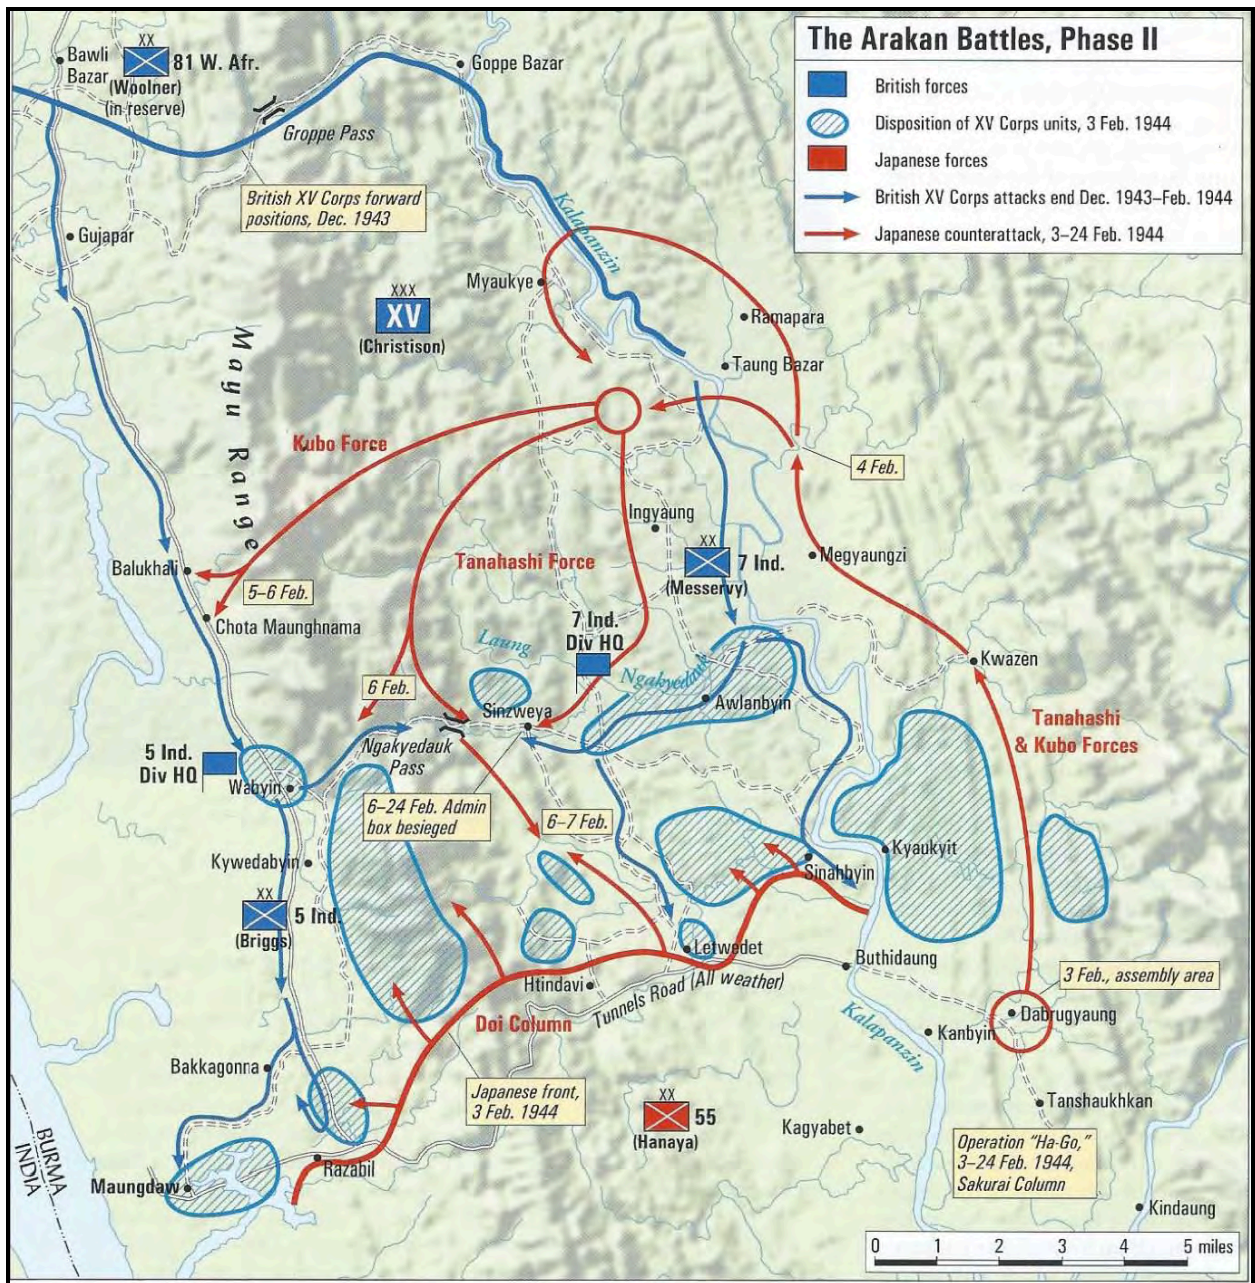 The Arakan Battles, Phase II
British forces
Disposition of XV Corps units, 3 Feb. 1944
Japanese forces
British XV Corps attacks end Dec. 1943–Feb. 1944
Japanese counterattack, 3–24 Feb. 1944
Bawli
Bazar
XX
81 W. Afr.
(Woolner)
(in reserve)
Goppe Bazar
Groppe Pass
British XV Corps forward
positions, Dec. 1943
Kalapanzin
Gujapar
Myaukye
XXX
XV
(Christison)
Ramapara
Taung Bazar
Mayu Range
Kubo Force
4 Feb.
Ingyaung
Tanahashi Force
XX
7 Ind.
(Messervy)
Megyaungzi
Balukhali
5–6 Feb.
Chota Maunghnama
7 Ind.
Div HQ
Laung
Ngakyedauk
Kwazen
6 Feb.
Sinzweya
Awlanbyin
Tanahashi
& Kubo Forces
Ngakyedauk
Pass
5 Ind.
Div HQ
Wabyin
6–24 Feb. Admin
box besieged
6–7 Feb.
Kywedabyin
Sinahbyin
Kyaukyit
XX
5 Ind.
(Briggs)
Letwedet
Buthidaung
Htindavi
Tunnels Road (All weather)
3 Feb., assembly area
Dabrugyaung
Doi Column
Kalapanzin
Kanbyin
Bakkagonna
Japanese front,
3 Feb. 1944
XX
55
(Hanaya)
Kagyabet
Tanshaukhkan
Operation "Ha-Go,"
3–24 Feb. 1944,
Sakurai Column
BURMA
INDIA
Razabil
Maungdaw
Kindaung
0 1 2 3 4 5 miles